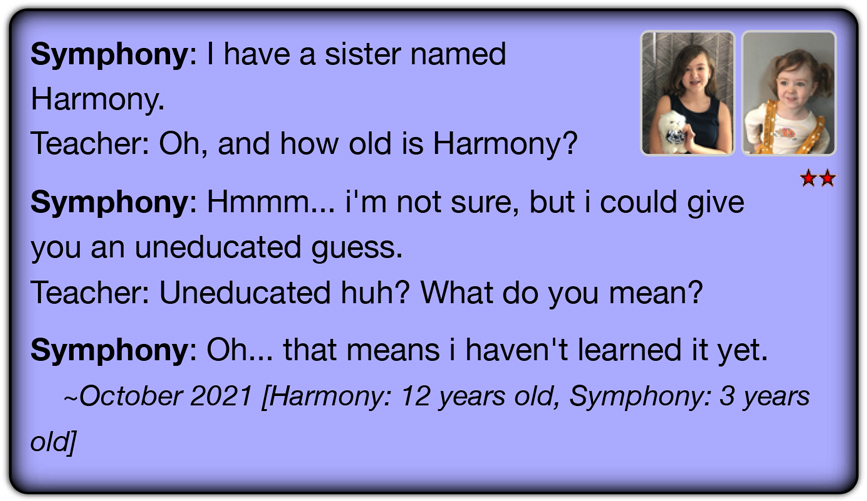 Symphony: I have a sister named
Harmony.
Teacher: Oh, and how old is Harmony?
Symphony: Hmmm... i'm not sure, but i could give
you an uneducated guess.
Teacher: Uneducated huh? What do you mean?
Symphony: Oh... that means i haven't learned it yet.
~October 2021 [Harmony: 12 years old, Symphony: 3 years
old]